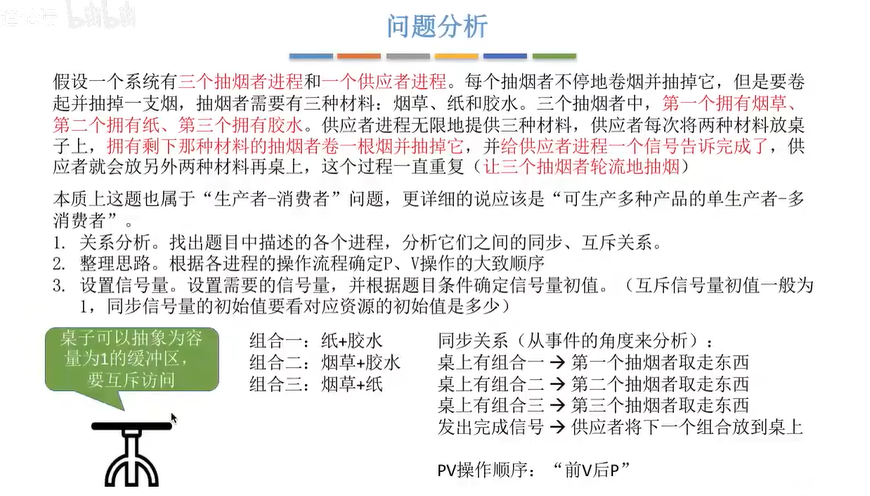 bilibili
问题分析
假设一个系统有三个抽烟者进程和一个供应者进程。每个抽烟者不停地卷烟并抽掉它，但是要卷
起并抽掉一支烟，抽烟者需要有三种材料：烟草、纸和胶水。三个抽烟者中，第一个拥有烟草、
第二个拥有纸、第三个拥有胶水。供应者进程无限地提供三种材料，供应者每次将两种材料放桌
子上，拥有剩下那种材料的抽烟者卷一根烟并抽掉它，并给供应者进程一个信号告诉完成了，供
应者就会放另外两种材料再桌上，这个过程一直重复（让三个抽烟者轮流地抽烟）
本质上这题也属于“生产者-消费者”问题，更详细的说应该是“可生产多种产品的单生产者-多
消费者”。
1. 关系分析。找出题目中描述的各个进程，分析它们之间的同步、互斥关系。
2. 整理思路。根据各进程的操作流程确定P、V操作的大致顺序
3. 设置信号量。设置需要的信号量，并根据题目条件确定信号量初值。（互斥信号量初值一般为
1，同步信号量的初始值要看对应资源的初始值是多少）
桌子可以抽象为容
量为1的缓冲区，
要互斥访问
组合一：纸+胶水
组合二：烟草+胶水
组合三：烟草+纸
同步关系（从事件的角度来分析）：
桌上有组合一 → 第一个抽烟者取走东西
桌上有组合二 → 第二个抽烟者取走东西
桌上有组合三 → 第三个抽烟者取走东西
发出完成信号 → 供应者将下一个组合放到桌上
PV操作顺序：“前V后P”